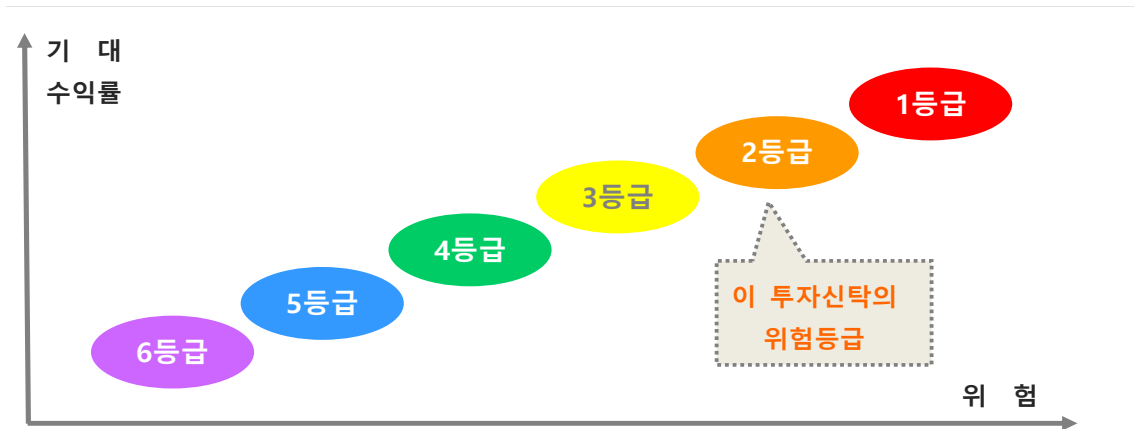 기 대
수익률
1등급
2등급
3등급
4등급
5등급
6등급
이 투자신탁의
위험등급
위 험